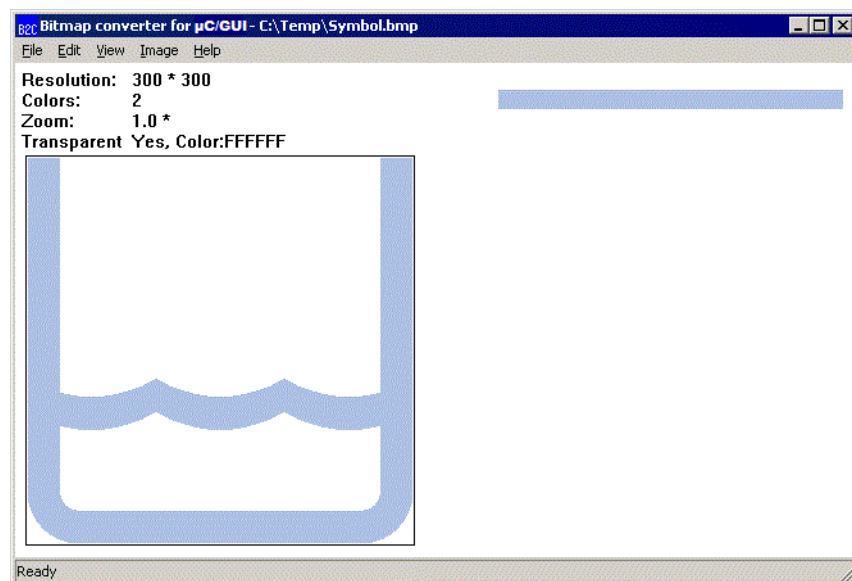 B2C Bitmap converter for µC/GUI - C:\Temp\Symbol.bmp
File Edit View Image Help
Resolution: 300 * 300
Colors: 2
Zoom: 1.0 *
Transparent Yes, Color:FFFFFF
Ready